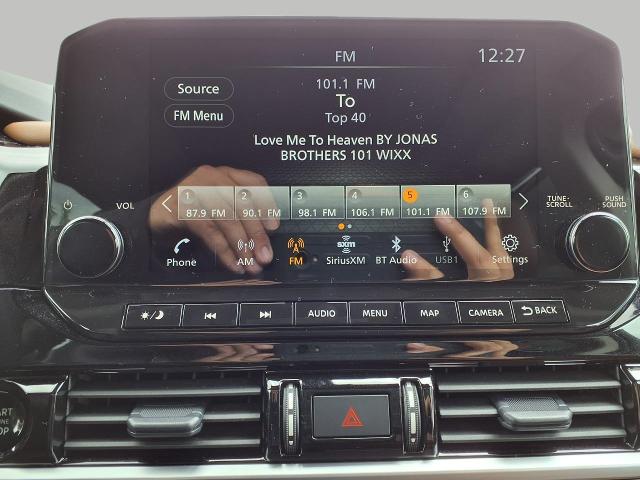 FM
12:27
Source
101.1 FM
To
FM Menu
Top 40
Love Me To Heaven BY JONAS
BROTHERS 101 WIXX
1 2 3 4 5 6
87.9 FM 90.1 FM 98.1 FM 106.1 FM 101.1 FM 107.9 FM
VOL
TUNE·
SCROLL
PUSH
SOUND
Phone AM FM SiriusXM BT Audio USB1 Settings
sxm
AUDIO MENU MAP CAMERA BACK
START